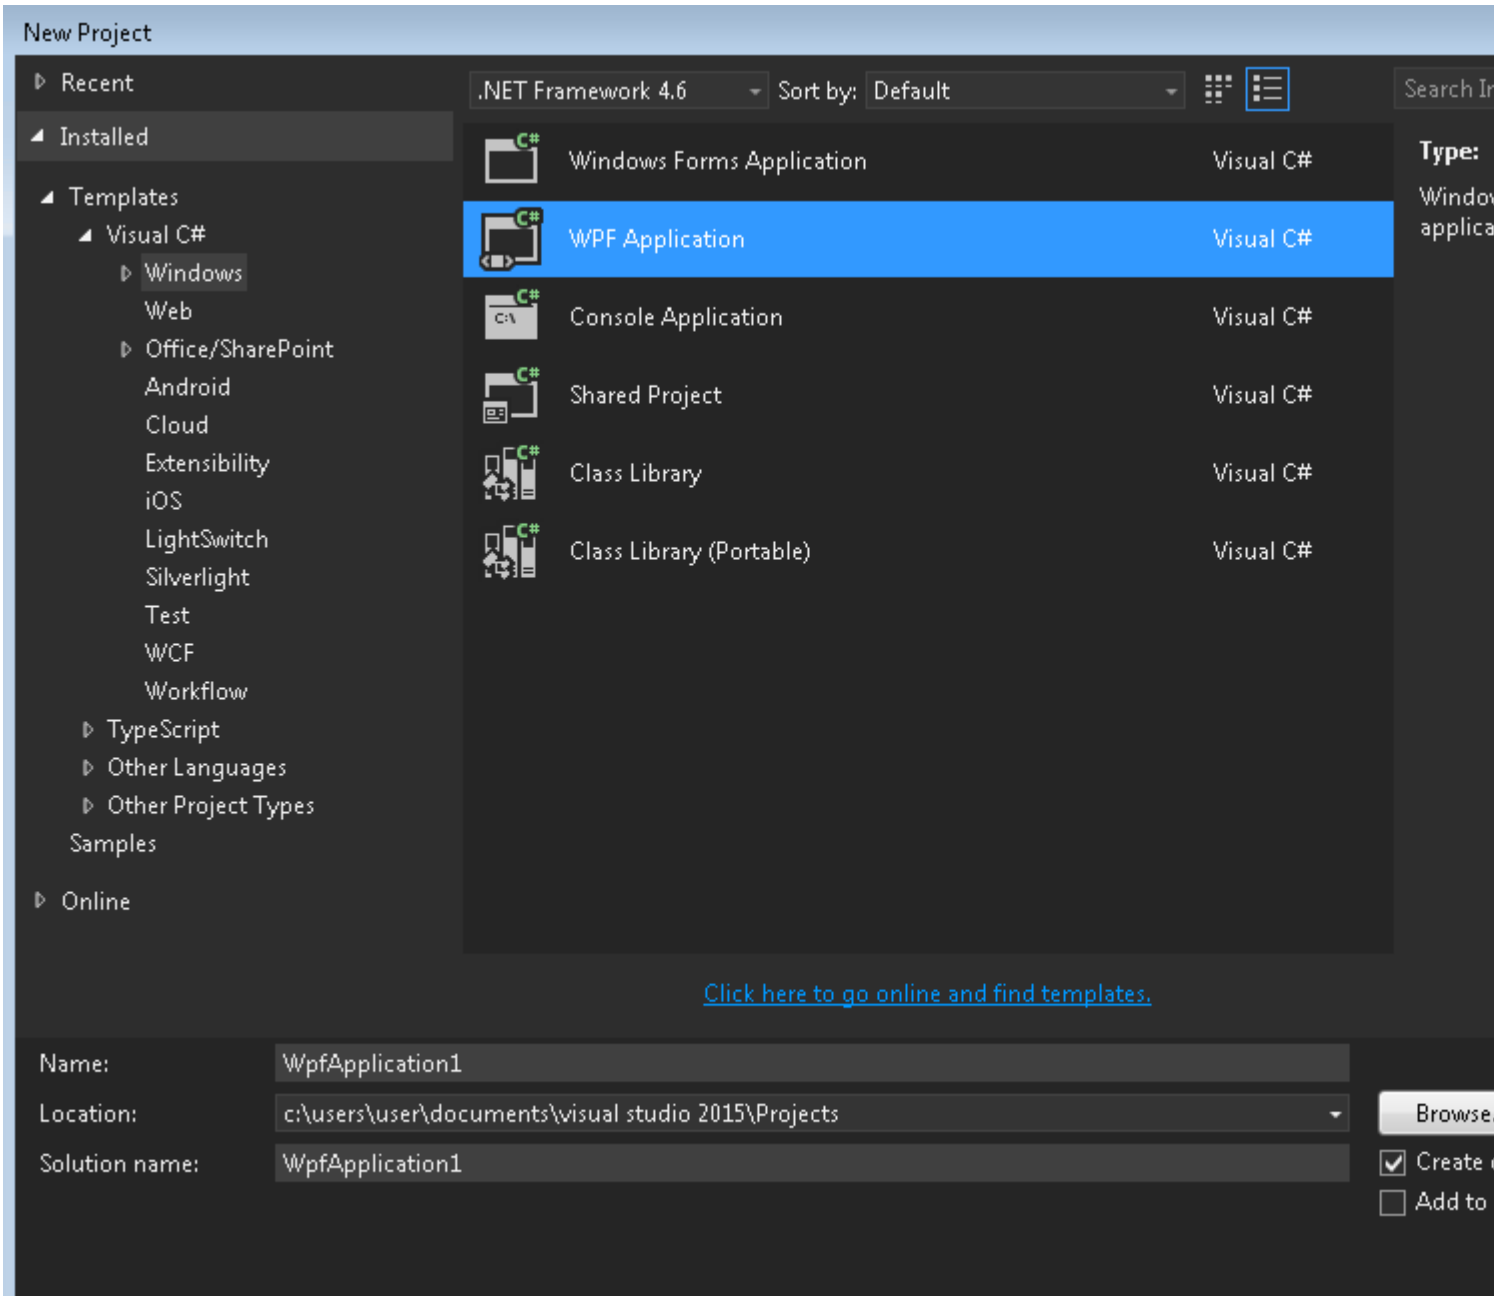 New Project
Recent
Installed
Templates
Visual C#
Windows
Web
Office/SharePoint
Android
Cloud
Extensibility
iOS
LightSwitch
Silverlight
Test
WCF
Workflow
TypeScript
Other Languages
Other Project Types
Samples
Online
.NET Framework 4.6 Sort by: Default
Search
C# Windows Forms Application Visual C#
C# WPF Application Visual C#
C# C:\ Console Application Visual C#
C# Shared Project Visual C#
C# Class Library Visual C#
C# Class Library (Portable) Visual C#
Type:
Click here to go online and find templates.
Name: WpfApplication1
Location: c:\users\user\documents\visual studio 2015\Projects Browse.
Solution name: WpfApplication1
Create
Add to